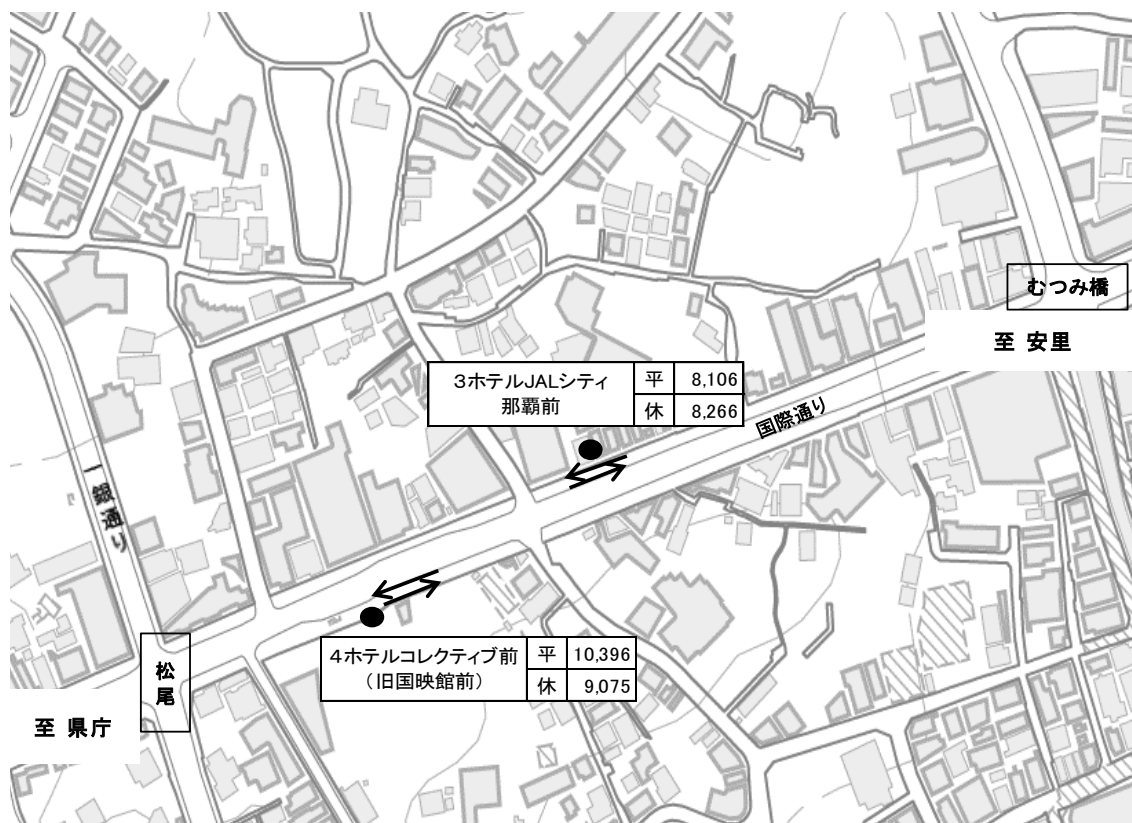 むつみ橋
至 安里
3ホテルJALシティ
那覇前
平 8,106
休 8,266
国際通り
一銀通り
4ホテルコレクティブ前
(旧国映館前)
平 10,396
休 9,075
松尾
至 県庁